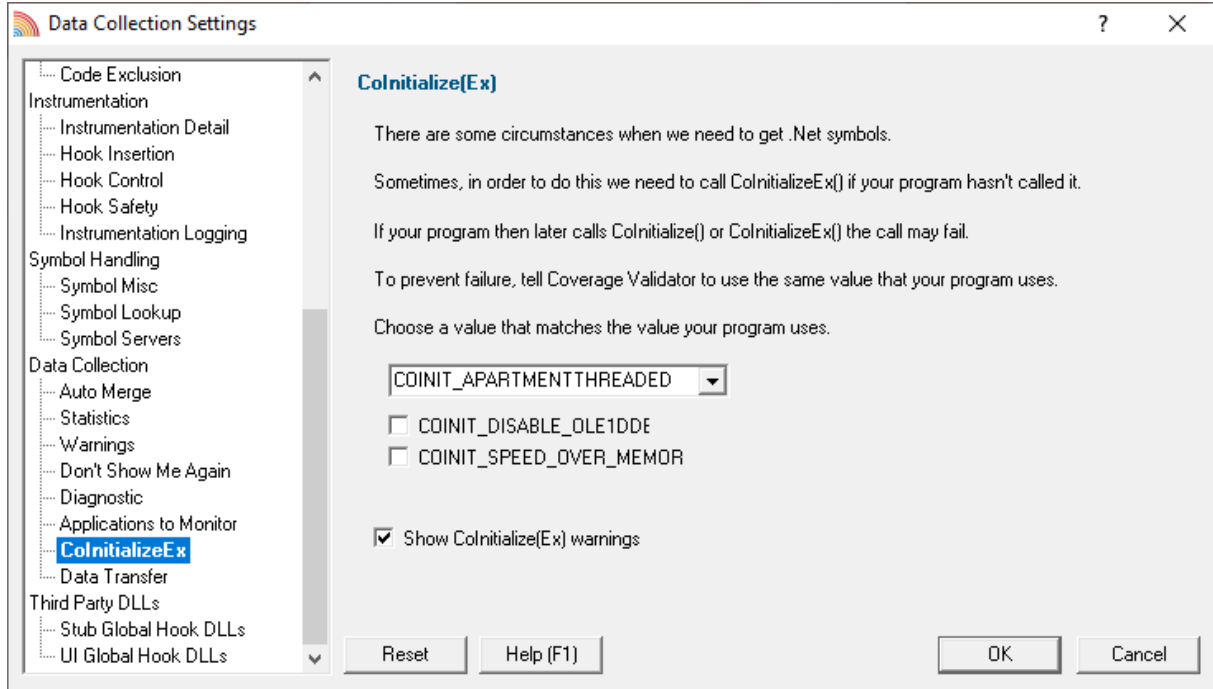 Data Collection Settings
?
Code Exclusion
Instrumentation
Instrumentation Detail
Hook Insertion
Hook Control
Hook Safety
Instrumentation Logging
Symbol Handling
Symbol Misc
Symbol Lookup
Symbol Servers
Data Collection
Auto Merge
Statistics
Warnings
Don't Show Me Again
Diagnostic
Applications to Monitor
CoInitializeEx
Data Transfer
Third Party DLLs
Stub Global Hook DLLs
UI Global Hook DLLs
CoInitialize(Ex)
There are some circumstances when we need to get .Net symbols.
Sometimes, in order to do this we need to call CoInitializeEx() if your program hasn't called it.
If your program then later calls CoInitialize() or CoInitializeEx() the call may fail.
To prevent failure, tell Coverage Validator to use the same value that your program uses.
Choose a value that matches the value your program uses.
COINIT_APARTMENTTHREADED
COINIT_DISABLE_OLE1DDE
COINIT_SPEED_OVER_MEMOR
Show CoInitialize(Ex) warnings
Reset
Help (F1)
OK
Cancel